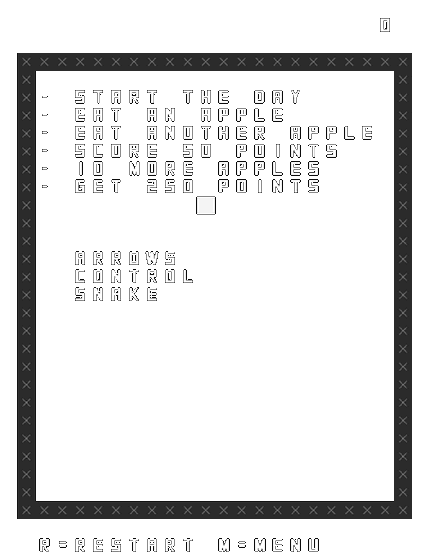 0
- START THE DAY
- EAT AN APPLE
- EAT ANOTHER APPLE
- SCORE 50 POINTS
- 10 MORE APPLES
- GET 250 POINTS
ARROWS
CONTROL
SNAKE
R=RESTART M=MENU